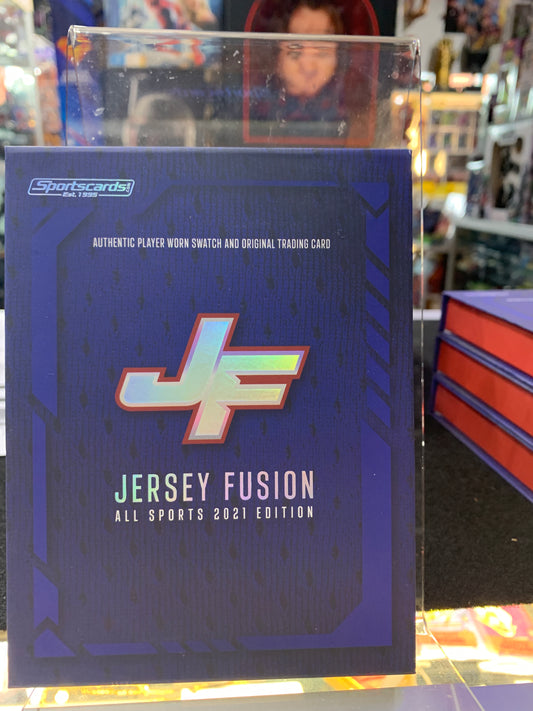 Sportscards
Est. 1995
AUTHENTIC PLAYER WORN SWATCH AND ORIGINAL TRADING CARD
JF
JERSEY FUSION
ALL SPORTS 2021 EDITION